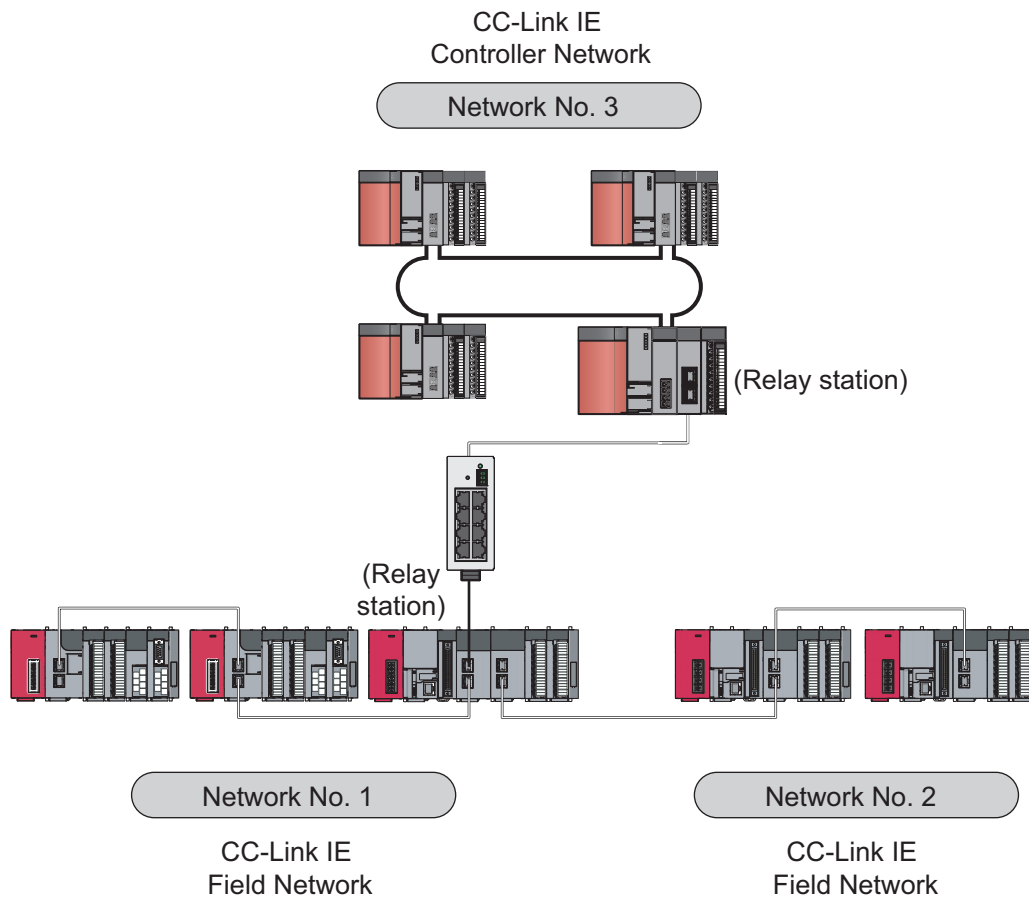 CC-Link IE
Controller Network
Network No. 3
(Relay station)
(Relay
station)
Network No. 1
Network No. 2
CC-Link IE
Field Network
CC-Link IE
Field Network